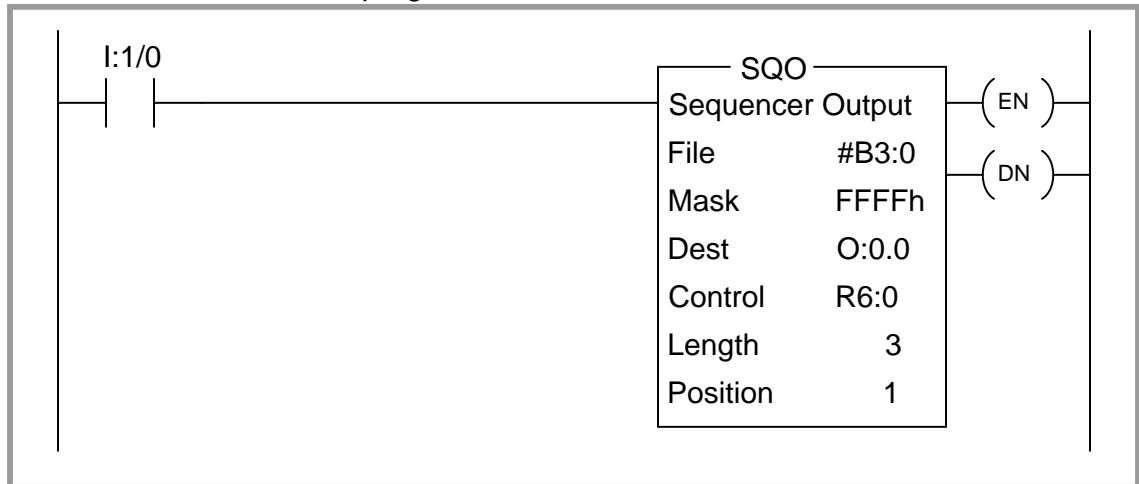 I:1/0
SQO
Sequencer Output
EN
File #B3:0
DN
Mask FFFFh
Dest O:0.0
Control R6:0
Length 3
Position 1